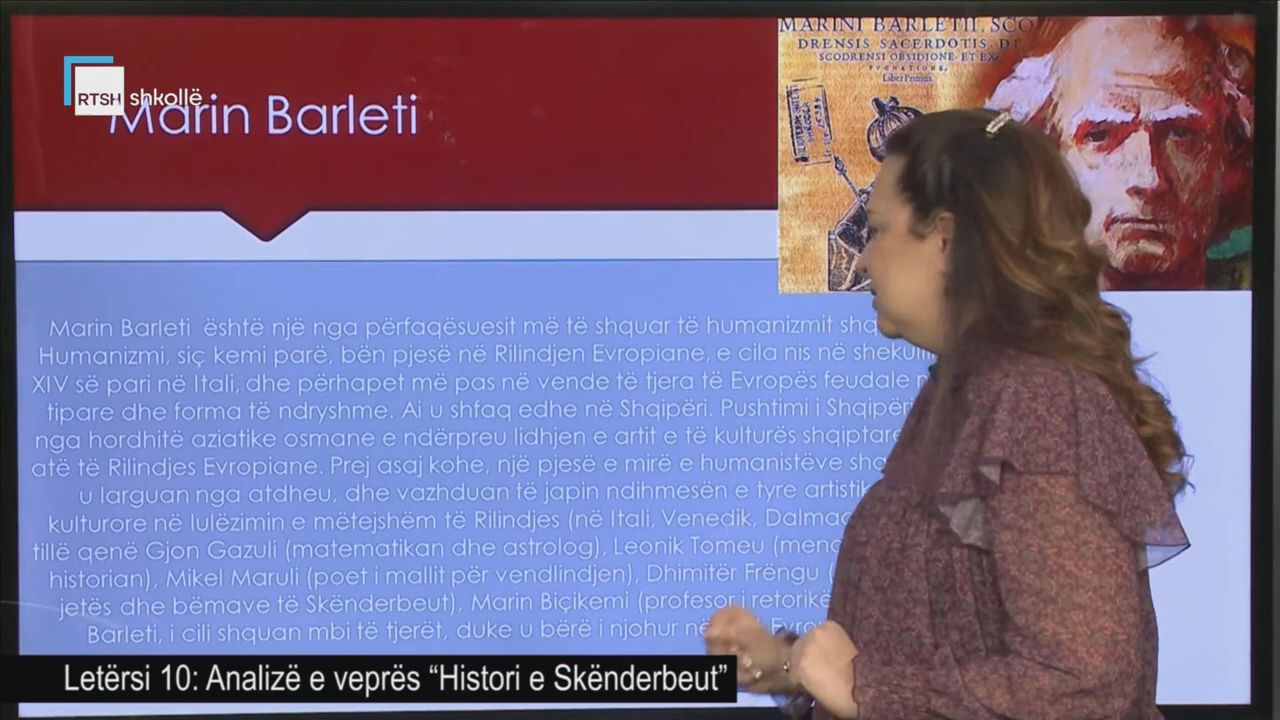 MARINI BARLETII, SCO
DRENSIS SACERDOTIS, DE
SCODRENSI OBSIDIONE, ET EX
PVGNATIONE,
Liber Primus
RTSH shkollë
Marin Barleti
Marin Barleti është një nga përfaqësuesit më të shquar të humanizmit
Humanizmi, siç kemi parë, bën pjesë në Rilindjen Evropiane, e cila nis në shekullin
XIV së pari në Itali, dhe përhapet më pas në vende të tjera të Evropës feudale
tipare dhe forma të ndryshme. Ai u shfaq edhe në Shqipëri. Pushtimi i
nga hordhitë aziatike osmane e ndërpreu lidhjen e artit e të kulturës shqiptare
atë të Rilindjes Evropiane. Prej asaj kohe, një pjesë e mirë e humanistëve
u larguan nga atdheu, dhe vazhduan të japin ndihmesën e tyre
kulturore në lulëzimin e mëtejshëm të Rilindjes (në Itali, Venedik,
tillë qenë Gjon Gazuli (matematikan dhe astrolog), Leonik Tomeu
historian), Mikel Maruli (poet i mallit për vendlindjen), Dhimitër Frëngu
jetës dhe bëmave të Skënderbeut), Marin Biçikemi (profesor i
Barleti, i cili shquan mbi të tjerët, duke u bërë i njohur në
Letërsi 10: Analizë e veprës “Histori e Skënderbeut”